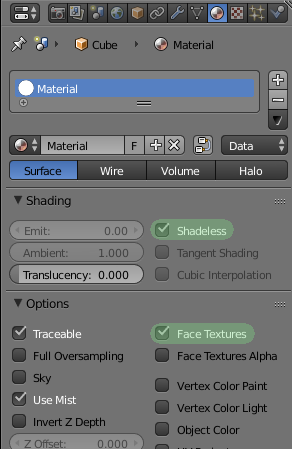 Cube Material
Material
Material F Data
Surface Wire Volume Halo
Shading
Emit: 0.00 Shadeless
Ambient: 1.000 Tangent Shading
Translucency: 0.000 Cubic Interpolation
Options
Traceable Face Textures
Full Oversampling Face Textures Alpha
Sky Vertex Color Paint
Use Mist Vertex Color Light
Invert Z Depth Object Color
Z Offset: 0.000